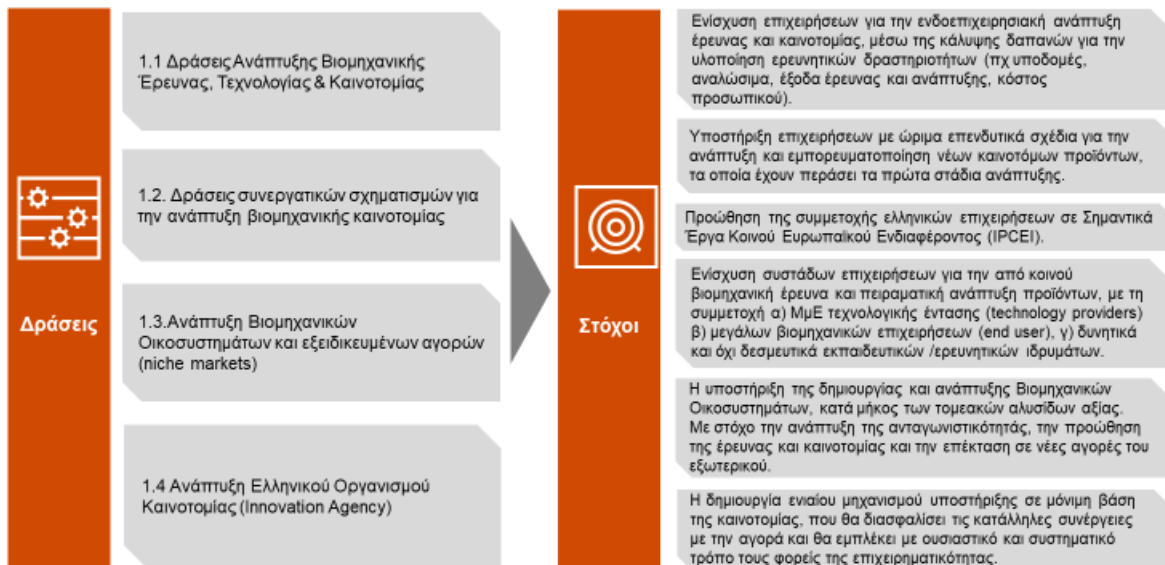 Δράσεις
1.1 Δράσεις Ανάπτυξης Βιομηχανικής
Έρευνας, Τεχνολογίας & Καινοτομίας
1.2. Δράσεις συνεργατικών σχηματισμών για
την ανάπτυξη βιομηχανικής καινοτομίας
1.3.Ανάπτυξη Βιομηχανικών
Οικοσυστημάτων και εξειδικευμένων αγορών
(niche markets)
1.4 Ανάπτυξη Ελληνικού Οργανισμού
Καινοτομίας (Innovation Agency)
Στόχοι
Ενίσχυση επιχειρήσεων για την ενδοεπιχειρησιακή ανάπτυξη
έρευνας και καινοτομίας, μέσω της κάλυψης δαπανών για την
υλοποίηση ερευνητικών δραστηριοτήτων (πχ υποδομές,
αναλώσιμα, έξοδα έρευνας και ανάπτυξης, κόστος
προσωπικού).
Υποστήριξη επιχειρήσεων με ώριμα επενδυτικά σχέδια για την
ανάπτυξη και εμπορευματοποίηση νέων καινοτόμων προϊόντων,
τα οποία έχουν περάσει τα πρώτα στάδια ανάπτυξης.
Προώθηση της συμμετοχής ελληνικών επιχειρήσεων σε Σημαντικά
Έργα Κοινού Ευρωπαϊκού Ενδιαφέροντος (IPCEI).
Ενίσχυση συστάδων επιχειρήσεων για την από κοινού
βιομηχανική έρευνα και πειραματική ανάπτυξη προϊόντων, με τη
συμμετοχή α) ΜμΕ τεχνολογικής έντασης (technology providers)
β) μεγάλων βιομηχανικών επιχειρήσεων (end user), γ) δυνητικά
και όχι δεσμευτικά εκπαιδευτικών /ερευνητικών ιδρυμάτων.
Η υποστήριξη της δημιουργίας και ανάπτυξης Βιομηχανικών
Οικοσυστημάτων, κατά μήκος των τομεακών αλυσίδων αξίας.
Με στόχο την ανάπτυξη της ανταγωνιστικότητάς, την προώθηση
της έρευνας και καινοτομίας και την επέκταση σε νέες αγορές του
εξωτερικού.
Η δημιουργία ενιαίου μηχανισμού υποστήριξης σε μόνιμη βάση
της καινοτομίας, που θα διασφαλίσει τις κατάλληλες συνέργειες
με την αγορά και θα εμπλέκει με ουσιαστικό και συστηματικό
τρόπο τους φορείς της επιχειρηματικότητας.